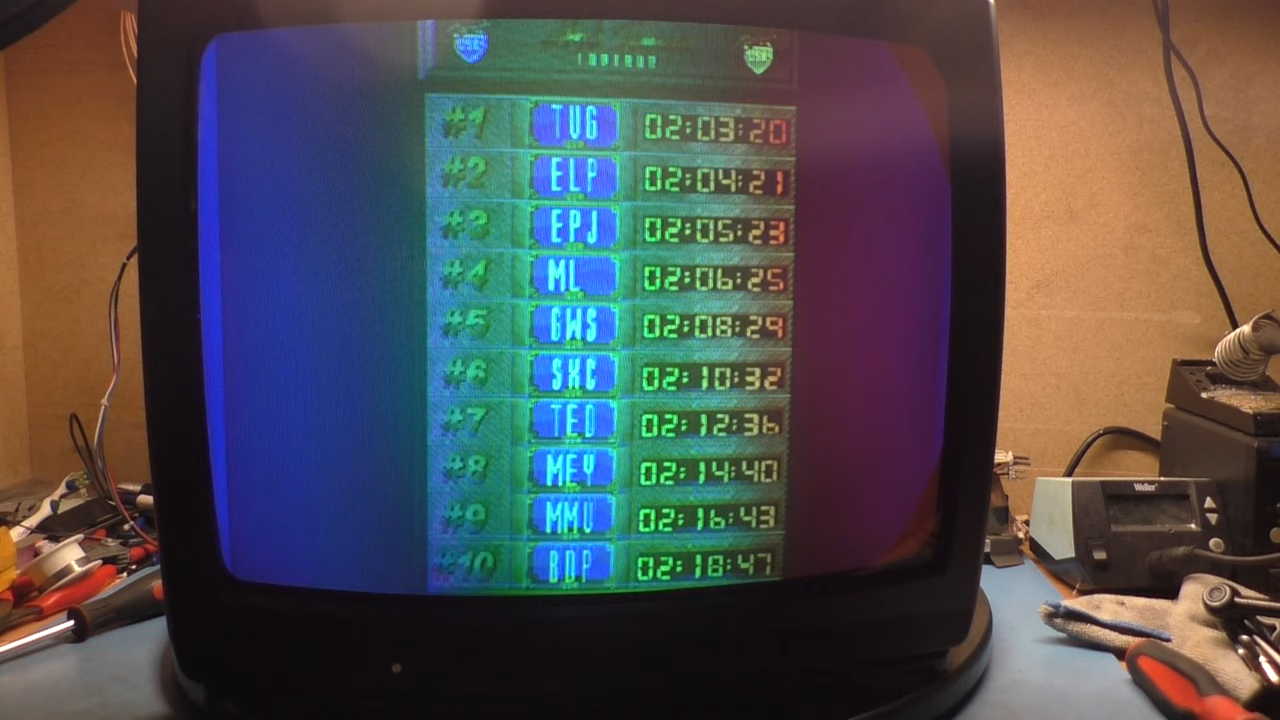 #1 TVG 02:03:20
#2 ELP 02:04:21
#3 EPJ 02:05:23
#4 ML 02:06:25
#5 GWS 02:08:29
#6 SKC 02:10:32
#7 TED 02:12:36
#8 MEY 02:14:40
#9 MMU 02:16:43
#10 BDP 02:18:47
Weller